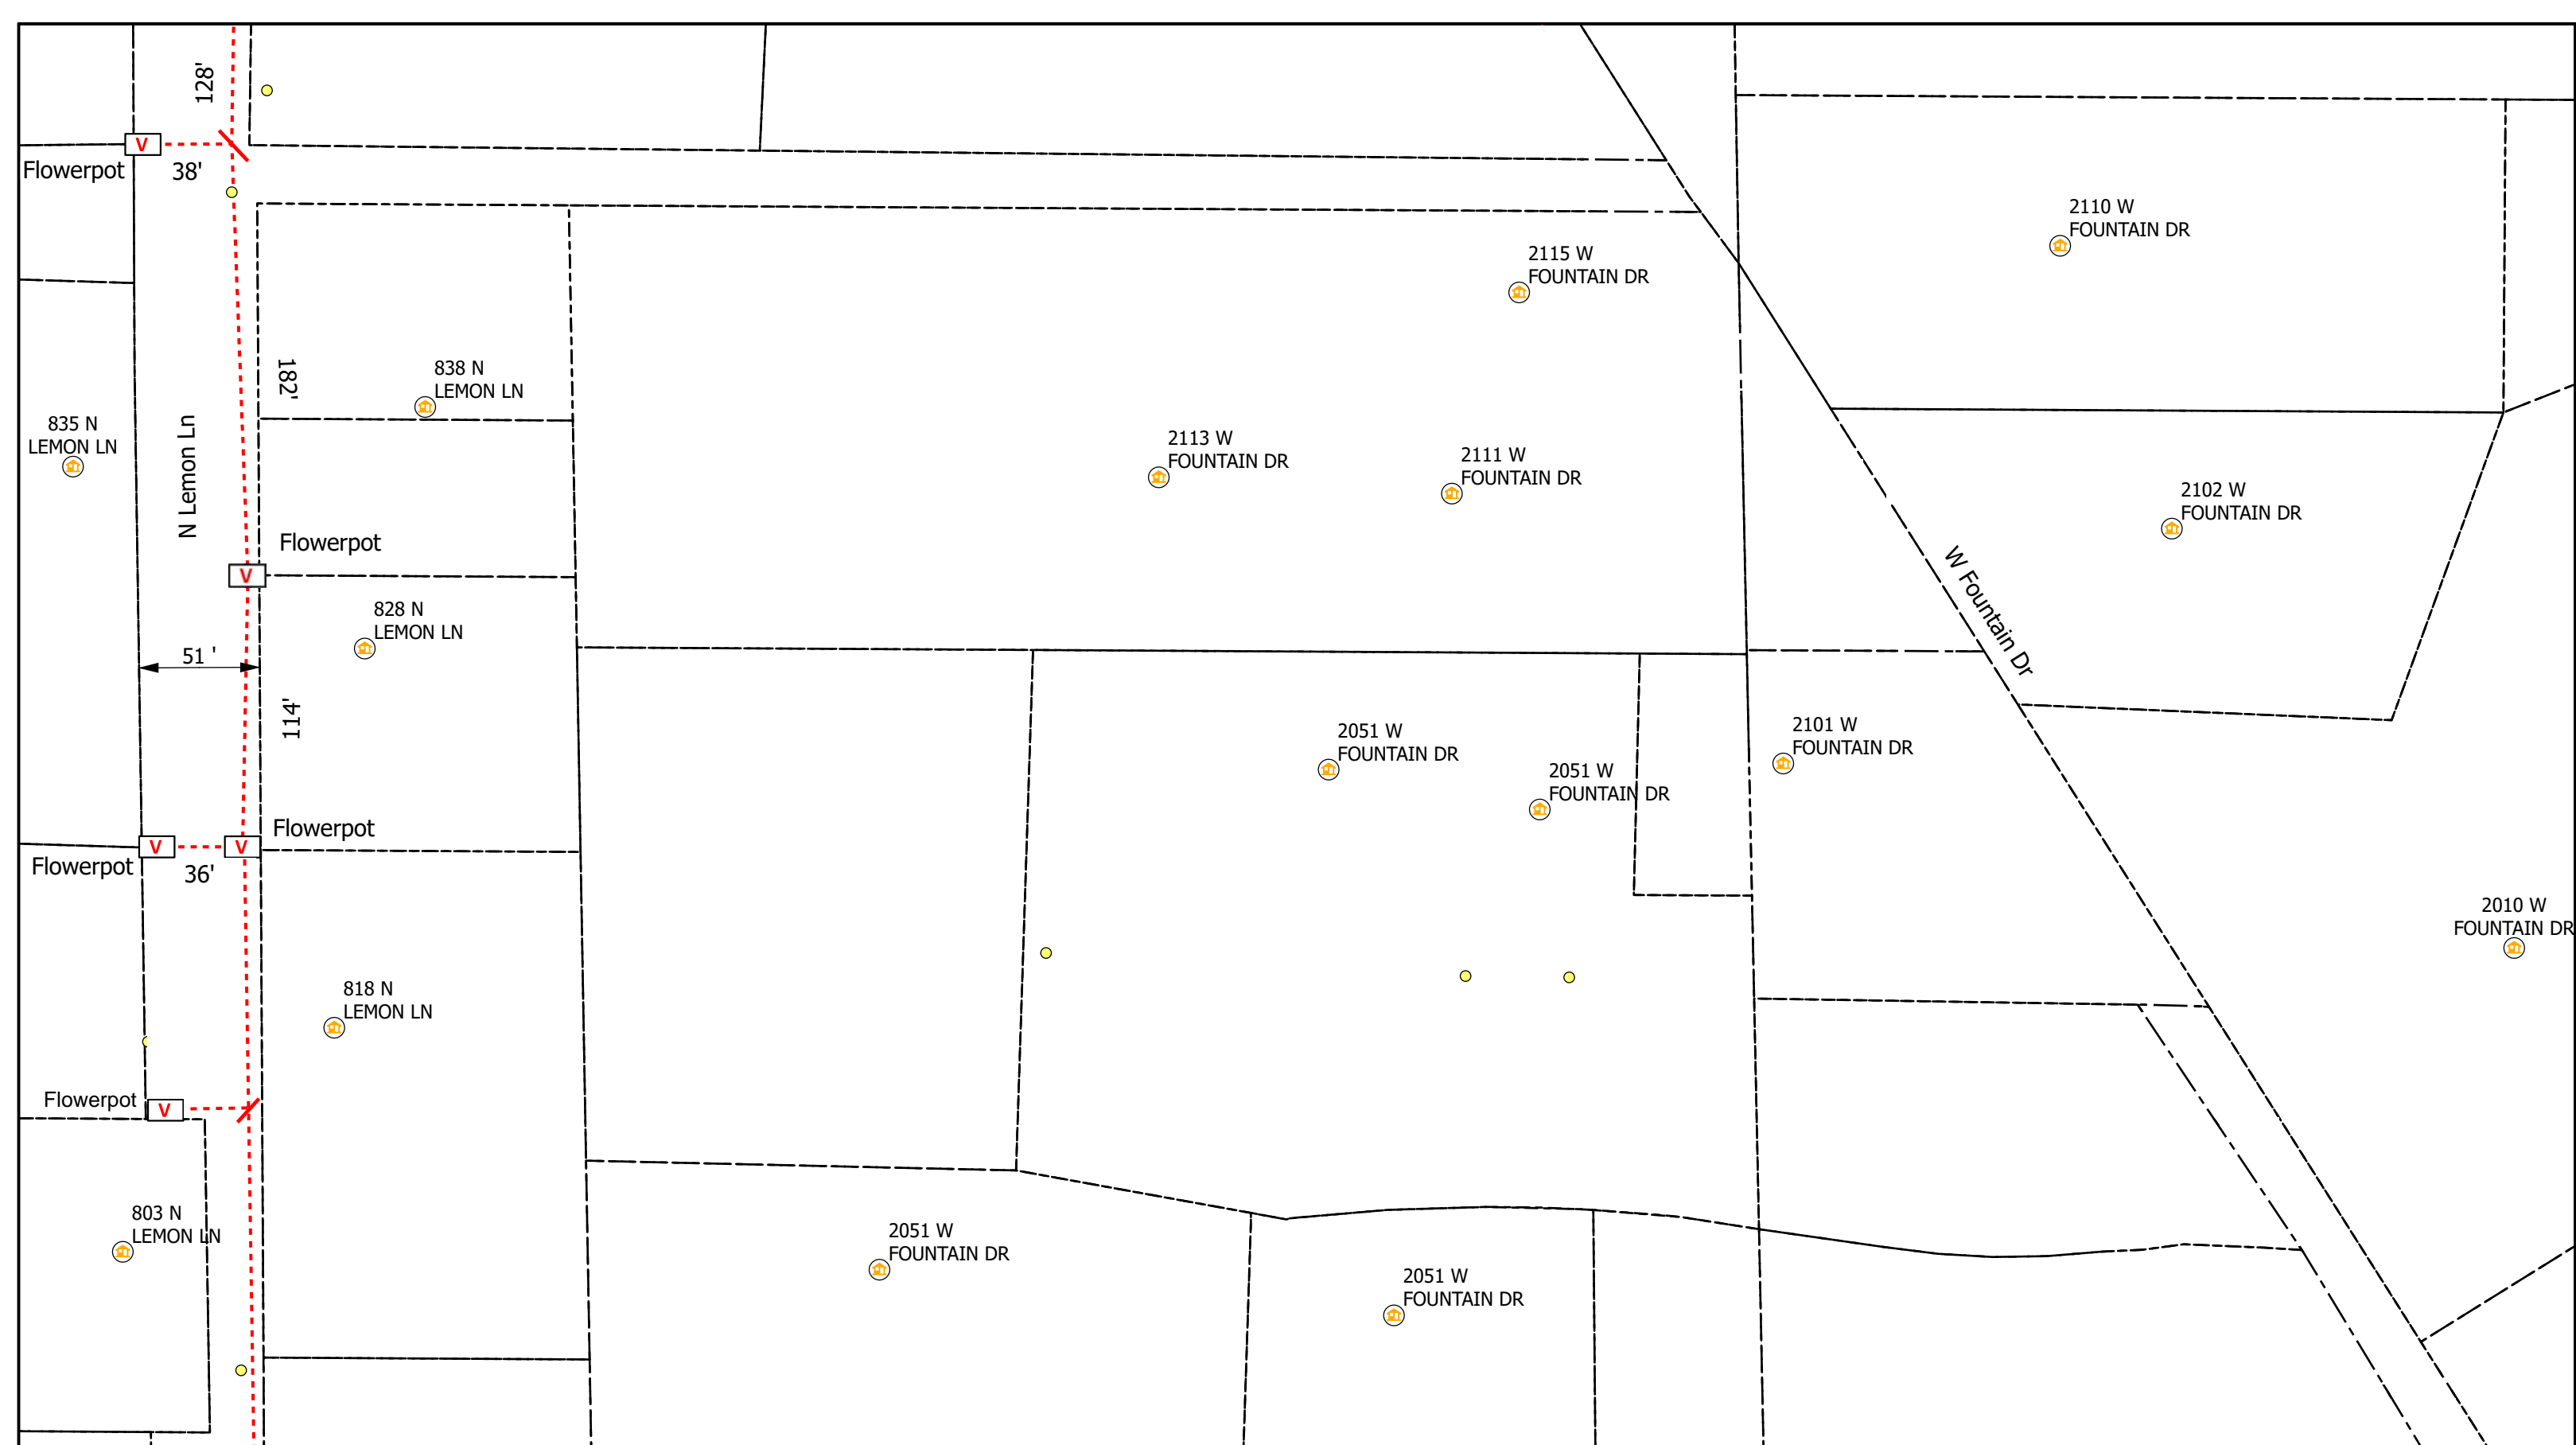 128'
V
38'
Flowerpot
2110 W
FOUNTAIN DR
2115 W
FOUNTAIN DR
182'
838 N
LEMON LN
835 N
LEMON LN
N Lemon Ln
2113 W
FOUNTAIN DR
2111 W
FOUNTAIN DR
2102 W
FOUNTAIN DR
Flowerpot
V
W Fountain Dr
828 N
LEMON LN
51 '
114'
2051 W
FOUNTAIN DR
2101 W
FOUNTAIN DR
2051 W
FOUNTAIN DR
Flowerpot
V
V
Flowerpot
36'
2010 W
FOUNTAIN DR
818 N
LEMON LN
Flowerpot
V
803 N
LEMON LN
2051 W
FOUNTAIN DR
2051 W
FOUNTAIN DR